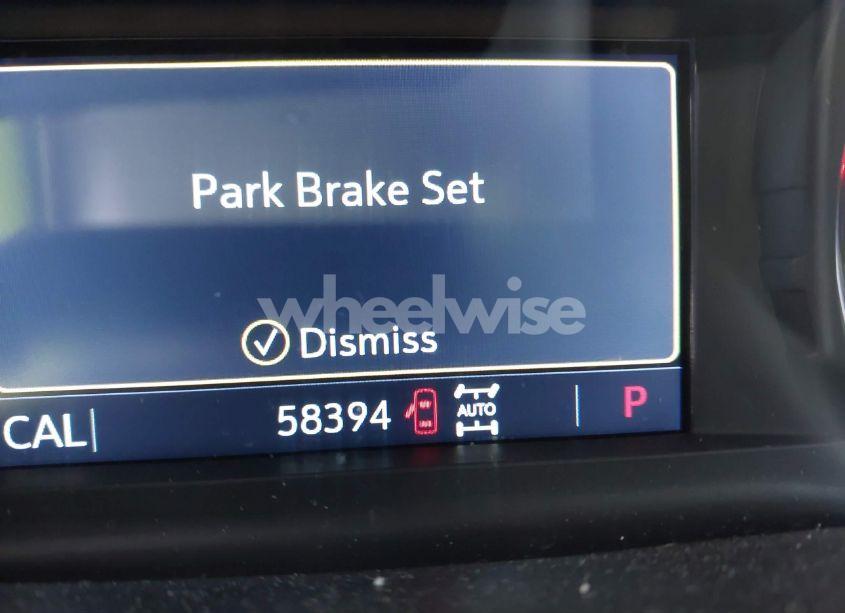 Park Brake Set
wheelwise
Dismiss
CAL 58394 AUTO P